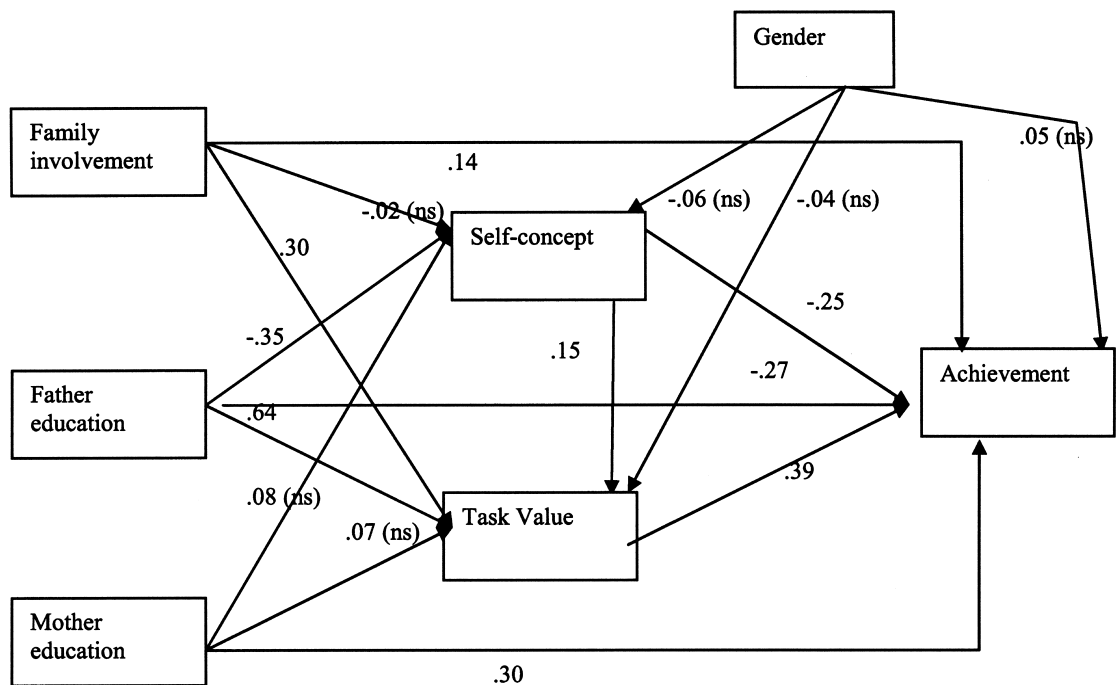 Gender
Family
involvement
.05 (ns)
.14
-.02 (ns)
-.06 (ns)
-.04 (ns)
.30
Self-concept
-.25
-.35
.15
-.27
Achievement
Father
education
.64
.39
.08 (ns)
Task Value
.07 (ns)
Mother
education
.30